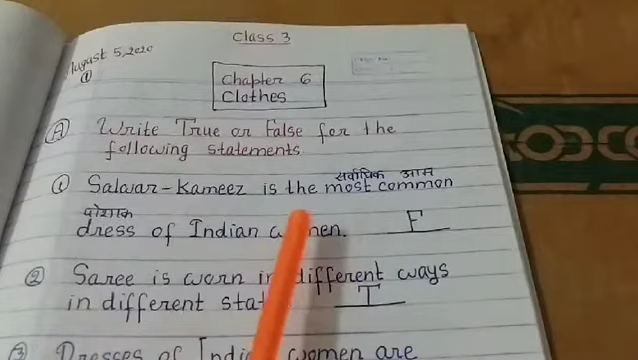 Class 3
August 5, 2020
①
Chapter 6
Clothes
Ⓐ Write True or False for the
following statements
सर्वाधिक आम
① Salwar-Kameez is the most common
पोशाक
dress of Indian women. F
② Saree is worn in different ways
in different T
③ Dresses of Indian women are